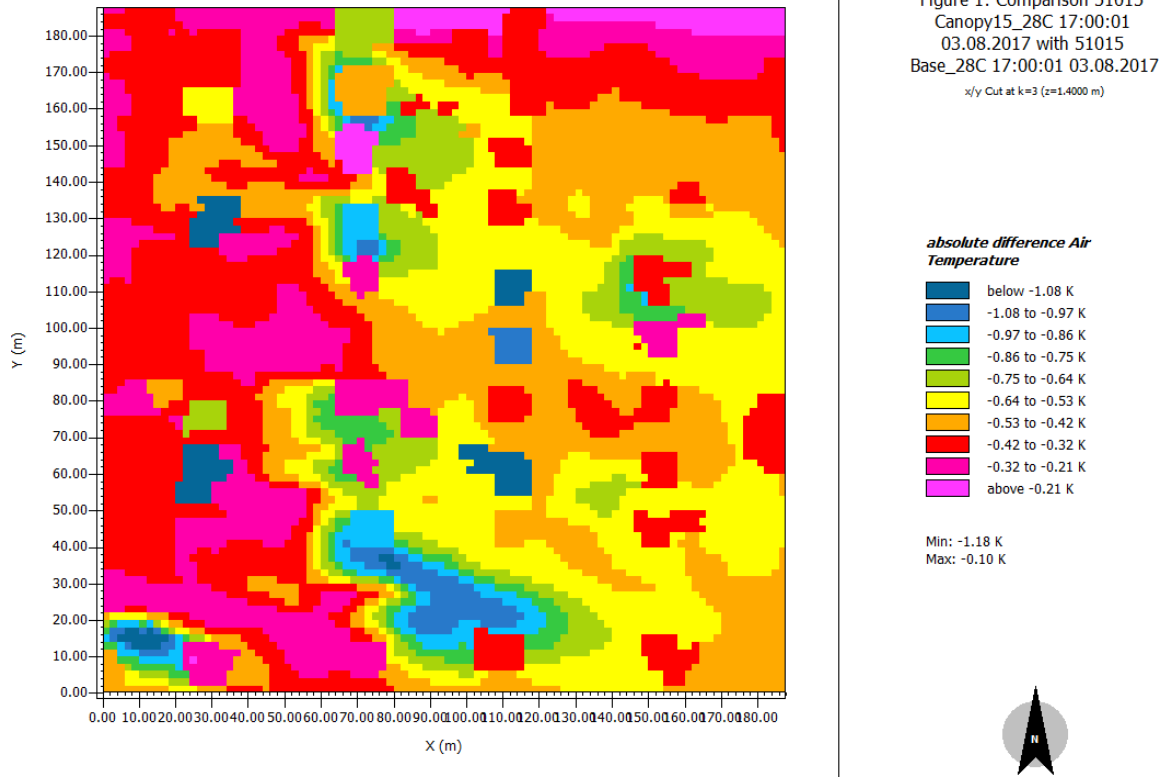 Figure 1: Comparison 51015
Canopy15_28C 17:00:01
03.08.2017 with 51015
Base_28C 17:00:01 03.08.2017
x/y Cut at k=3 (z=1.4000 m)
180.00
170.00
160.00
150.00
140.00
130.00
120.00
110.00
100.00
90.00
80.00
70.00
60.00
50.00
40.00
30.00
20.00
10.00
0.00
Y (m)
0.00 10.00 20.00 30.00 40.00 50.00 60.00 70.00 80.00 90.00 100.00 110.00 120.00 130.00 140.00 150.00 160.00 170.00 180.00
X (m)
absolute difference Air
Temperature
below -1.08 K
-1.08 to -0.97 K
-0.97 to -0.86 K
-0.86 to -0.75 K
-0.75 to -0.64 K
-0.64 to -0.53 K
-0.53 to -0.42 K
-0.42 to -0.32 K
-0.32 to -0.21 K
above -0.21 K
Min: -1.18 K
Max: -0.10 K
N